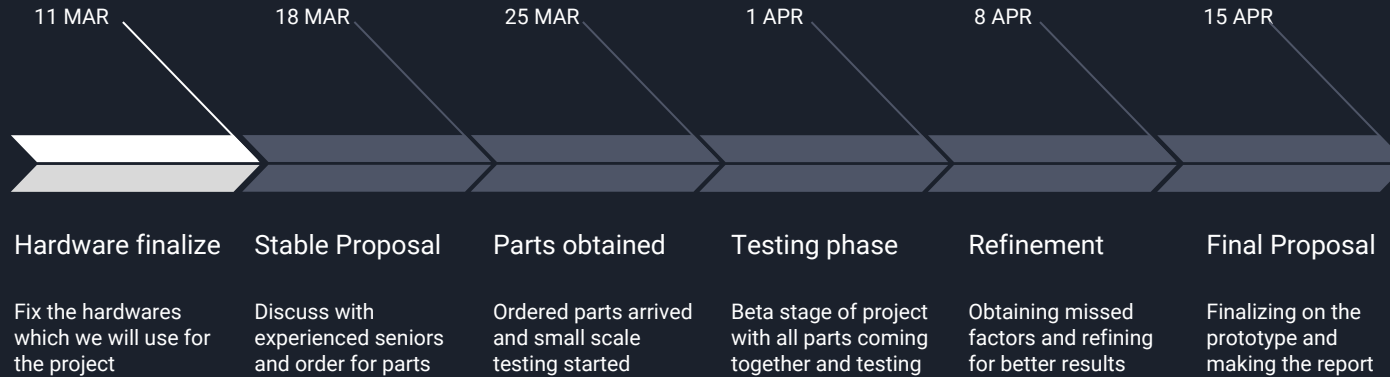 11 MAR
18 MAR
25 MAR
1 APR
8 APR
15 APR
Hardware finalize
Stable Proposal
Parts obtained
Testing phase
Refinement
Final Proposal
Fix the hardwares
which we will use for
the project
Discuss with
experienced seniors
and order for parts
Ordered parts arrived
and small scale
testing started
Beta stage of project
with all parts coming
together and testing
Obtaining missed
factors and refining
for better results
Finalizing on the
prototype and
making the report